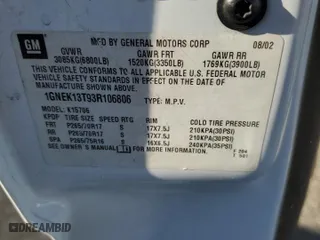 GM
MFD BY GENERAL MOTORS CORP 08/02
GVWR GAWR FRT GAWR RR
3085KG(6800LB) 1520KG(3350LB) 1769KG(3900LB)
THIS VEHICLE CONFORMS TO ALL APPLICABLE U.S. FEDERAL MOTOR
VEHICLE SAFETY STANDARDS IN EFFECT ON THE DATE OF
MANUFACTURE SHOWN ABOVE.
1GNEK13T93R106806 TYPE: M.P.V.
MODEL: K15706
TIRE SIZE SPEED RTG RIM COLD TIRE PRESSURE
FRT P265/70R17 S 17X7.5J 210KPA(30PSI)
RR P265/70R17 S 17X7.5J 210KPA(30PSI)
SPA P265/75R16 S 16X6.5J 240KPA(35PSI)
SEE OWNER'S MANUAL
DREAMBID.COM